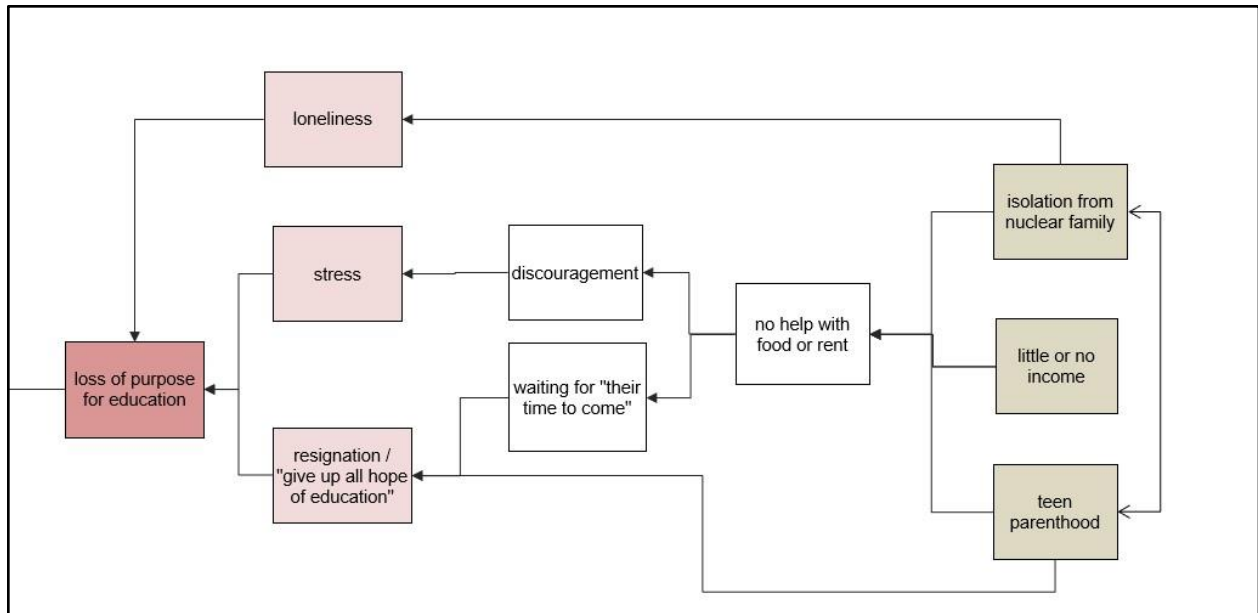 loneliness
isolation from
nuclear family
stress
discouragement
no help with
food or rent
little or no
income
loss of purpose
for education
waiting for "their
time to come"
resignation /
"give up all hope
of education"
teen
parenthood